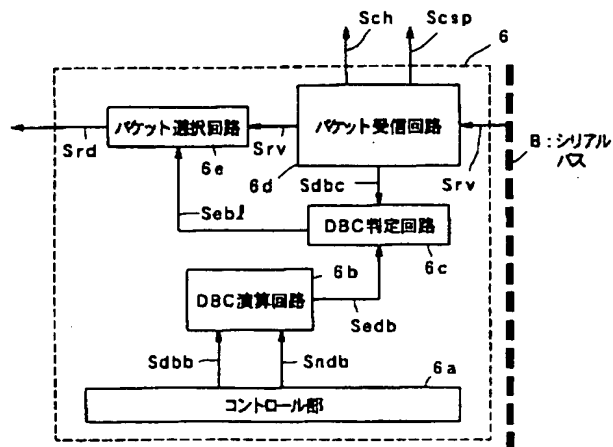 Sch
Scsp
6
パケット選択回路
6e
Srd
Srv
パケット受信回路
6d
Srv
B:シリアル
バス
Sdbc
Sebl
DBC判定回路
6c
6b
DBC演算回路
Sedb
Sdbb
Sndb
6a
コントロール部